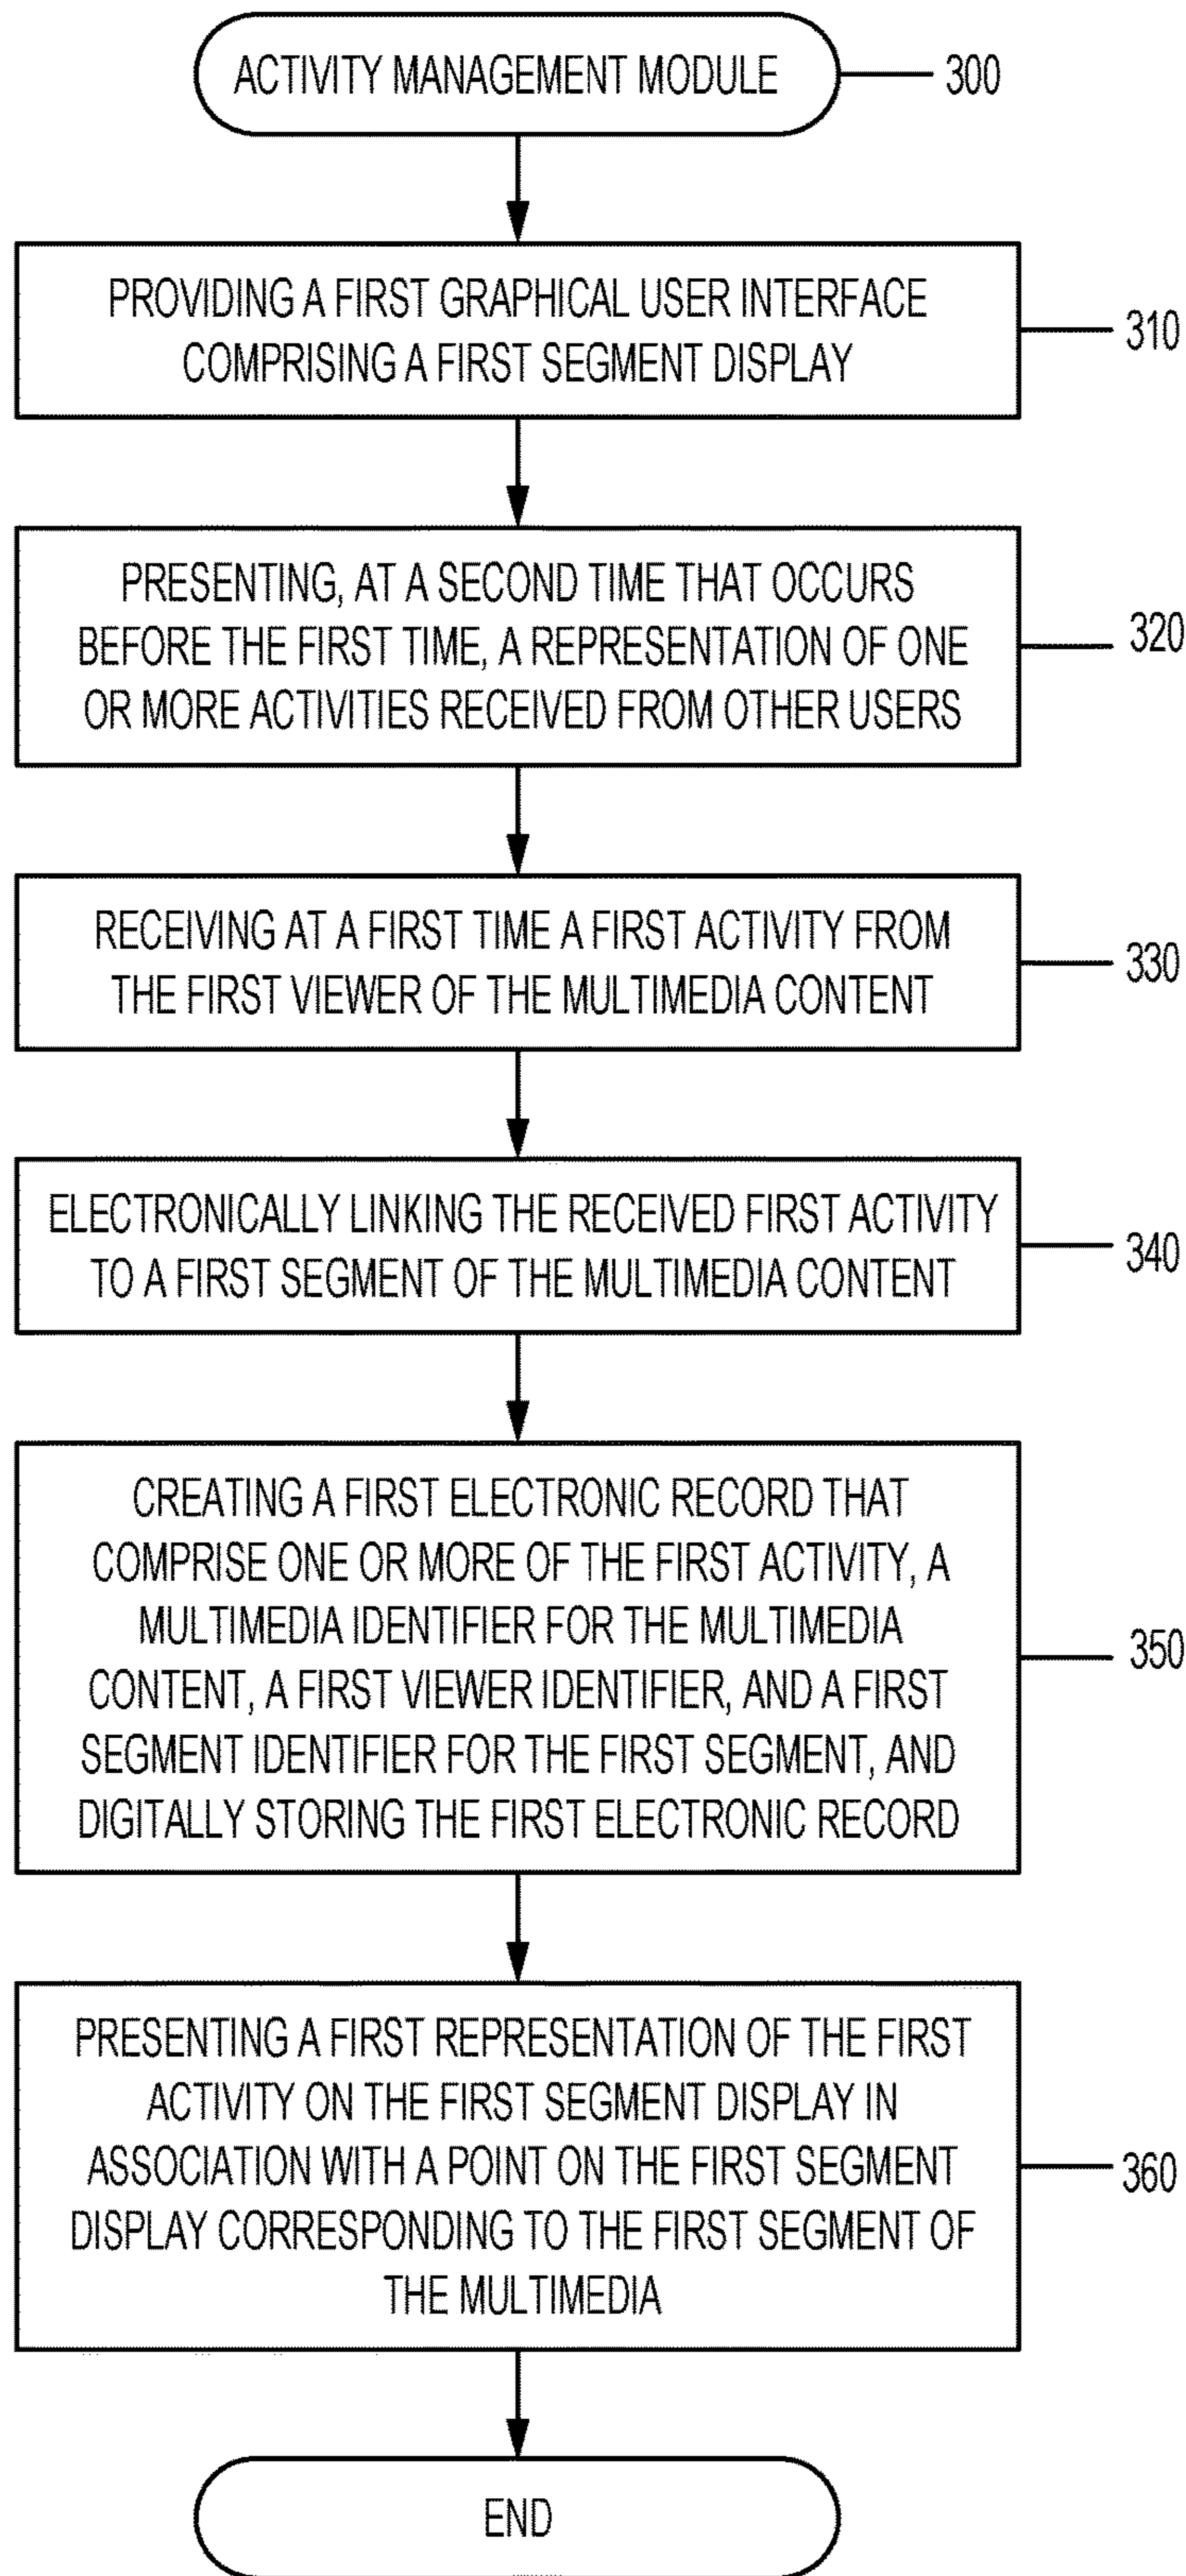 ACTIVITY MANAGEMENT MODULE
300
PROVIDING A FIRST GRAPHICAL USER INTERFACE
COMPRISING A FIRST SEGMENT DISPLAY
310
PRESENTING, AT A SECOND TIME THAT OCCURS
BEFORE THE FIRST TIME, A REPRESENTATION OF ONE
OR MORE ACTIVITIES RECEIVED FROM OTHER USERS
320
RECEIVING AT A FIRST TIME A FIRST ACTIVITY FROM
THE FIRST VIEWER OF THE MULTIMEDIA CONTENT
330
ELECTRONICALLY LINKING THE RECEIVED FIRST ACTIVITY
TO A FIRST SEGMENT OF THE MULTIMEDIA CONTENT
340
CREATING A FIRST ELECTRONIC RECORD THAT
COMPRISE ONE OR MORE OF THE FIRST ACTIVITY, A
MULTIMEDIA IDENTIFIER FOR THE MULTIMEDIA
CONTENT, A FIRST VIEWER IDENTIFIER, AND A FIRST
SEGMENT IDENTIFIER FOR THE FIRST SEGMENT, AND
DIGITALLY STORING THE FIRST ELECTRONIC RECORD
350
PRESENTING A FIRST REPRESENTATION OF THE FIRST
ACTIVITY ON THE FIRST SEGMENT DISPLAY IN
ASSOCIATION WITH A POINT ON THE FIRST SEGMENT
DISPLAY CORRESPONDING TO THE FIRST SEGMENT OF
THE MULTIMEDIA
360
END